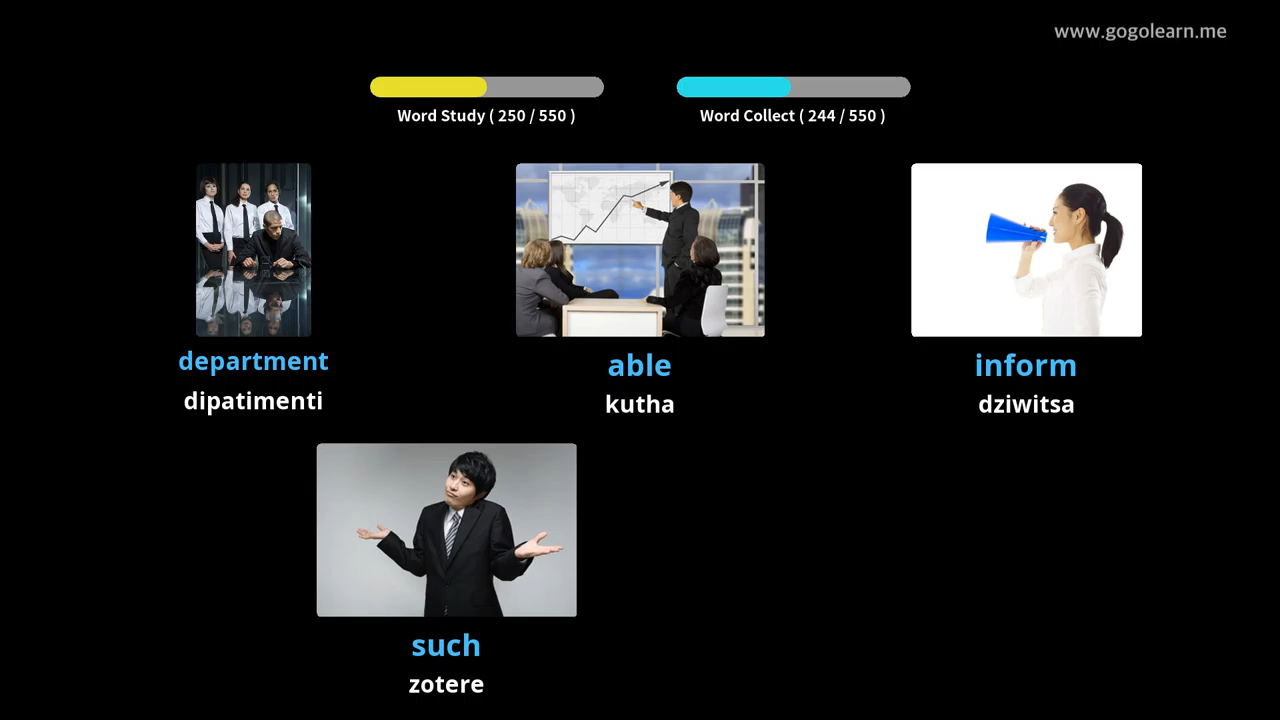 www.gogolearn.me
Word Study ( 250 / 550 )
Word Collect ( 244 / 550 )
department
dipatimenti
able
kutha
inform
dziwitsa
such
zotere